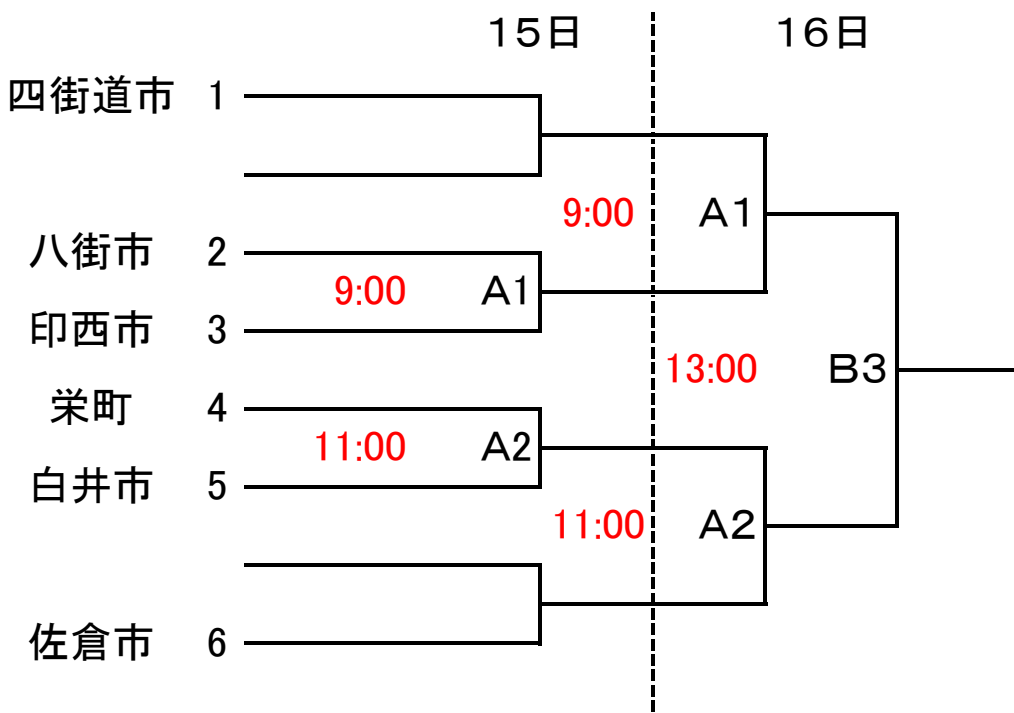 １５日 １６日
四街道市 1
9:00 A１
八街市 2
9:00 A１
印西市 3
13:00 B３
栄町 4
11:00 A２
白井市 5
11:00 A２
佐倉市 6